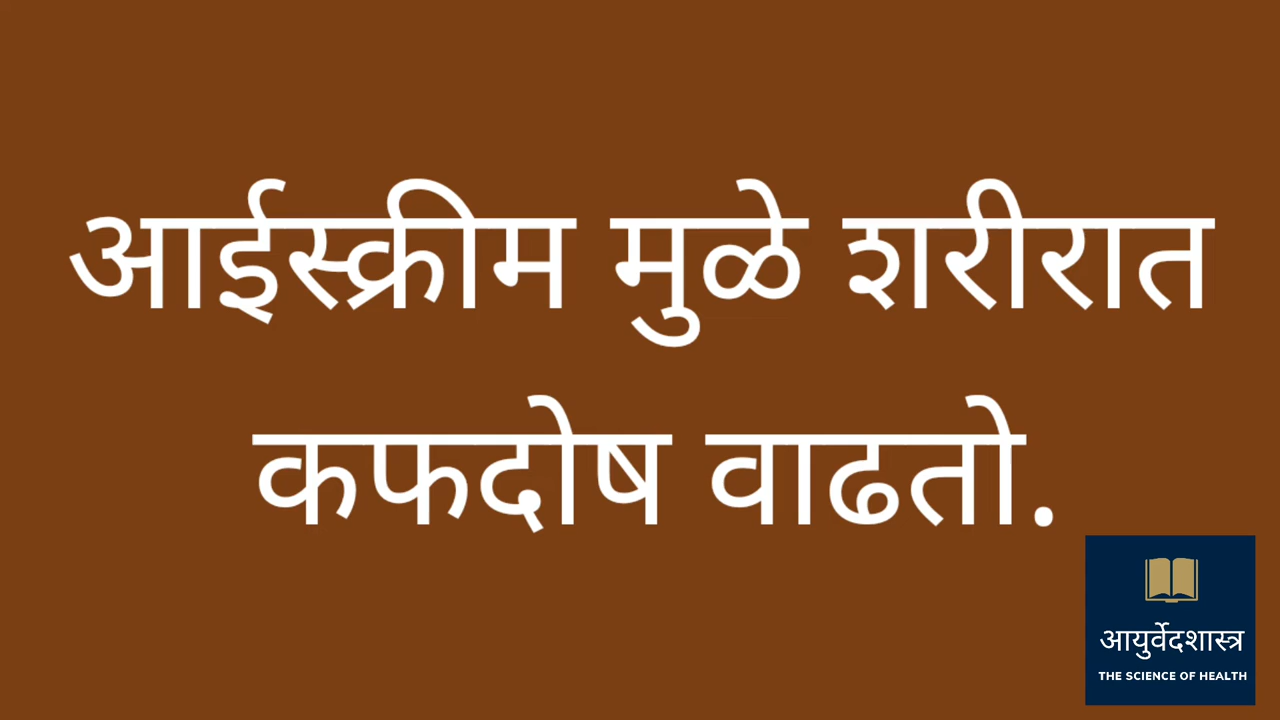 आईस्क्रीम मुळे शरीरात
कफदोष वाढतो.
आयुर्वेदशास्त्र
THE SCIENCE OF HEALTH